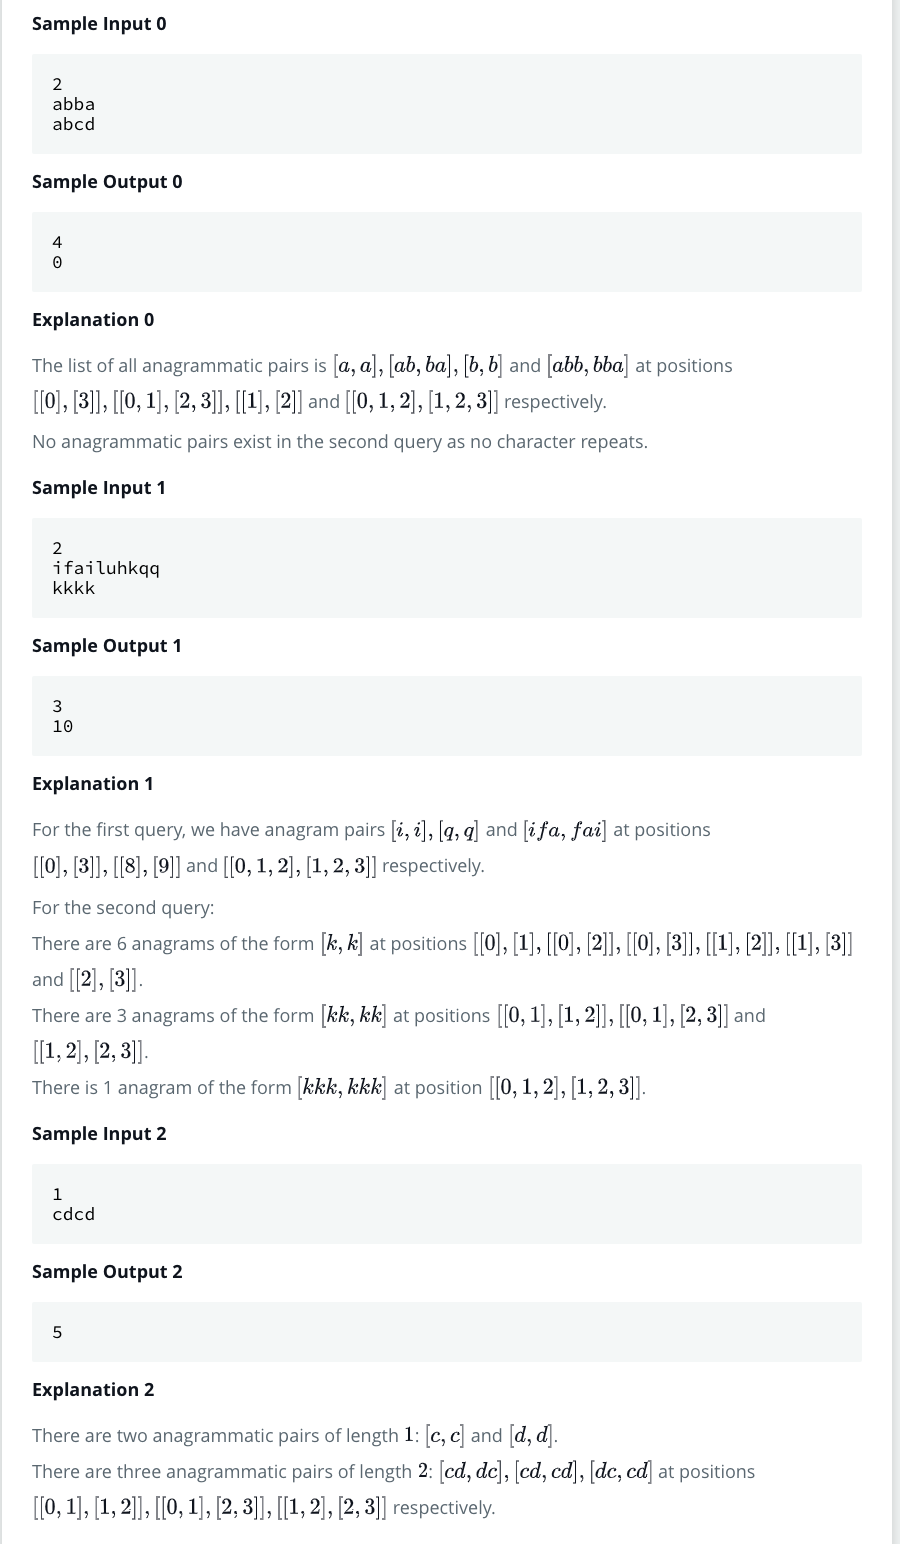 Sample Input 0
2
abba
abcd
Sample Output 0
4
0
Explanation 0
The list of all anagrammatic pairs is [a, a], [ab, ba], [b, b] and [abb, bba] at positions
[[0], [3]], [[0, 1], [2, 3]], [[1], [2]] and [[0, 1, 2], [1, 2, 3]] respectively.
No anagrammatic pairs exist in the second query as no character repeats.
Sample Input 1
2
ifailuhkqq
kkkk
Sample Output 1
3
10
Explanation 1
For the first query, we have anagram pairs [i, i], [q, q] and [ifa, fai] at positions
[[0], [3]], [[8], [9]] and [[0, 1, 2], [1, 2, 3]] respectively.
For the second query:
There are 6 anagrams of the form [k, k] at positions [[0], [1], [[0], [2]], [[0], [3]], [[1], [2]], [[1], [3]]
and [[2], [3]].
There are 3 anagrams of the form [kk, kk] at positions [[0, 1], [1, 2]], [[0, 1], [2, 3]] and
[[1, 2], [2, 3]].
There is 1 anagram of the form [kkk, kkk] at position [[0, 1, 2], [1, 2, 3]].
Sample Input 2
1
cdcd
Sample Output 2
5
Explanation 2
There are two anagrammatic pairs of length 1: [c, c] and [d, d].
There are three anagrammatic pairs of length 2: [cd, dc], [cd, cd], [dc, cd] at positions
[[0, 1], [1, 2]], [[0, 1], [2, 3]], [[1, 2], [2, 3]] respectively.